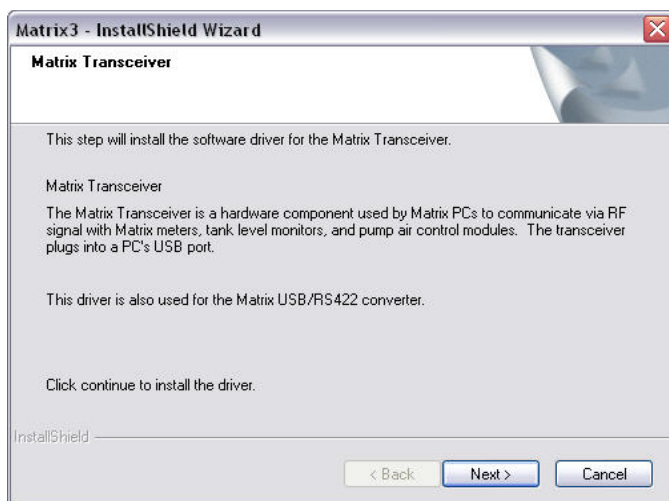 Matrix3 - InstallShield Wizard
Matrix Transceiver
This step will install the software driver for the Matrix Transceiver.
Matrix Transceiver
The Matrix Transceiver is a hardware component used by Matrix PCs to communicate via RF
signal with Matrix meters, tank level monitors, and pump air control modules.  The transceiver
plugs into a PC's USB port.
This driver is also used for the Matrix USB/RS422 converter.
Click continue to install the driver.
InstallShield
< Back
Next >
Cancel